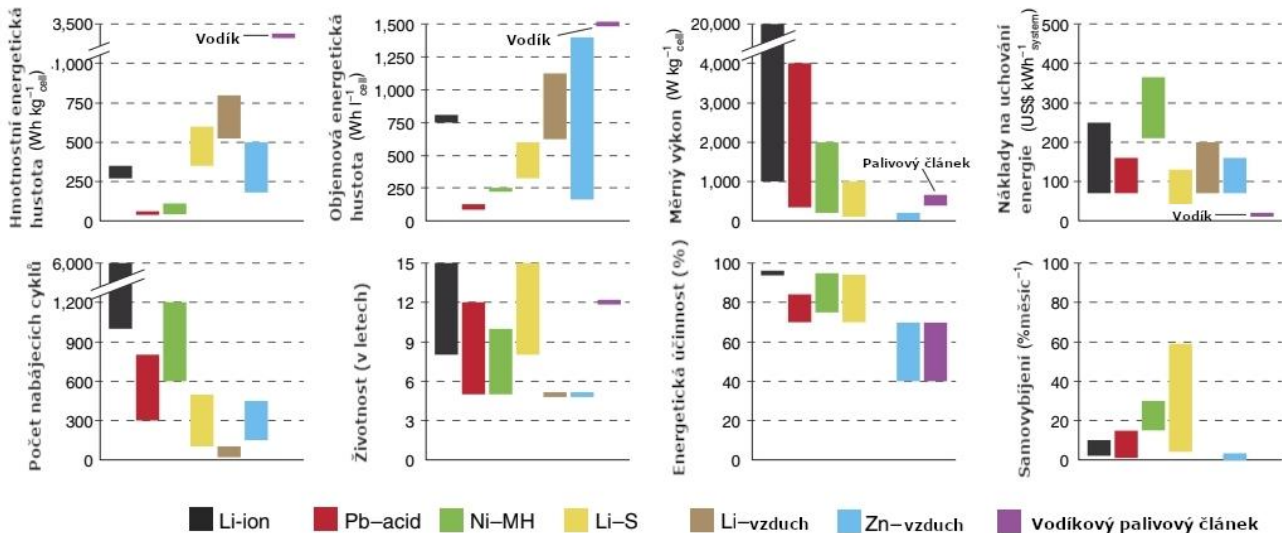 Hmotnostní energetická
hustota (Wh kg⁻¹cell)
3,500
1,000
750
500
250
0
Vodík
Objemová energetická
hustota (Wh l⁻¹cell)
1,500
1,250
1,000
750
500
250
0
Vodík
Měrný výkon (W kg⁻¹cell)
20,000
4,000
3,000
2,000
1,000
0
Palivový článek
Náklady na uchování
energie (US$ kWh⁻¹system)
500
400
300
200
100
0
Vodík
Počet nabájecích cyklů
6,000
1,200
900
600
300
0
Životnost (v letech)
15
12
9
6
3
0
Energetická účinnost (%)
100
80
60
40
20
0
Samovybíjení (%měsíc⁻¹)
100
80
60
40
20
0
Li-ion
Pb–acid
Ni–MH
Li–S
Li–vzduch
Zn–vzduch
Vodíkový palivový článek